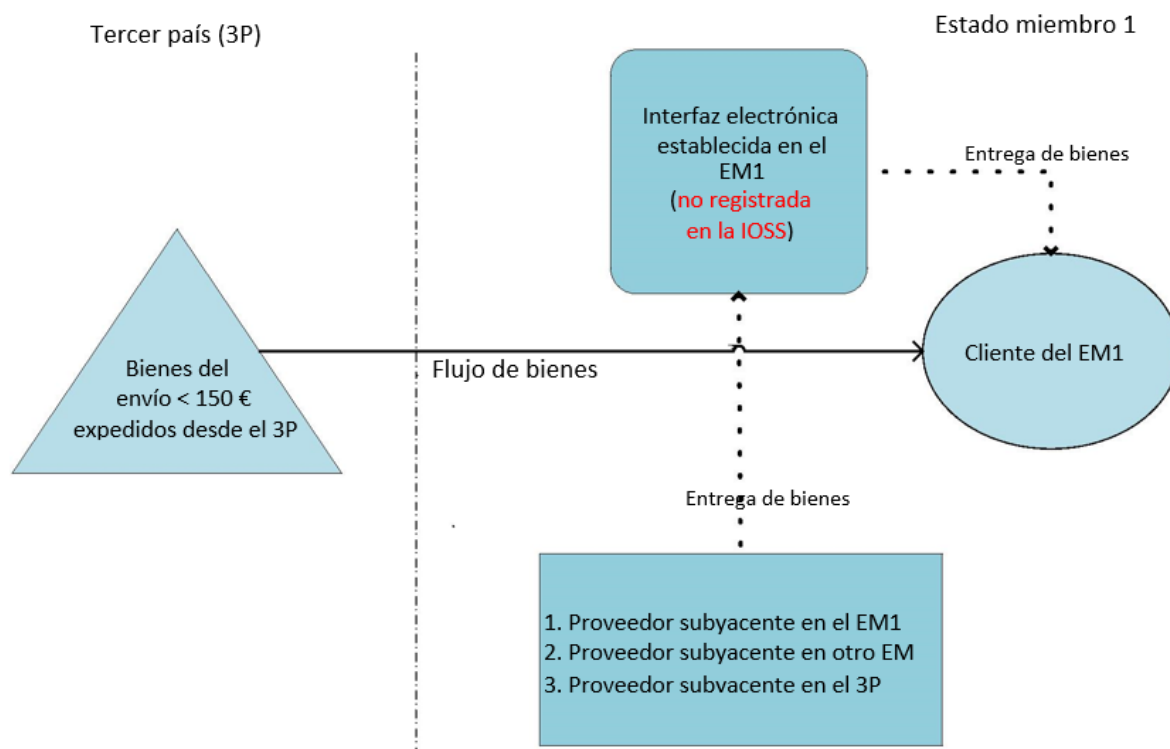 Tercer país (3P)
Estado miembro 1
Interfaz electrónica
establecida en el
EM1
(no registrada
en la IOSS)
Entrega de bienes
Bienes del
envío < 150 €
expedidos desde el 3P
Flujo de bienes
Cliente del EM1
Entrega de bienes
1. Proveedor subyacente en el EM1
2. Proveedor subyacente en otro EM
3. Proveedor subvacente en el 3P